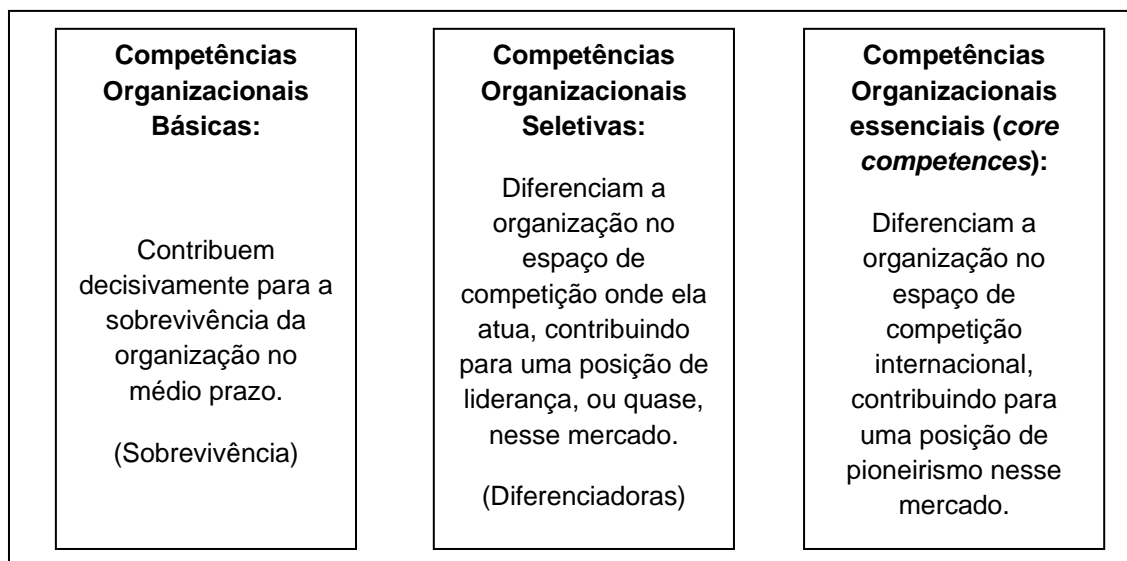 Competências
Organizacionais
Básicas:
Contribuem
decisivamente para a
sobrevivência da
organização no
médio prazo.
(Sobrevivência)
Competências
Organizacionais
Seletivas:
Diferenciam a
organização no
espaço de
competição onde ela
atua, contribuindo
para uma posição de
liderança, ou quase,
nesse mercado.
(Diferenciadoras)
Competências
Organizacionais
essenciais (core
competences):
Diferenciam a
organização no
espaço de
competição
internacional,
contribuindo para
uma posição de
pioneirismo nesse
mercado.